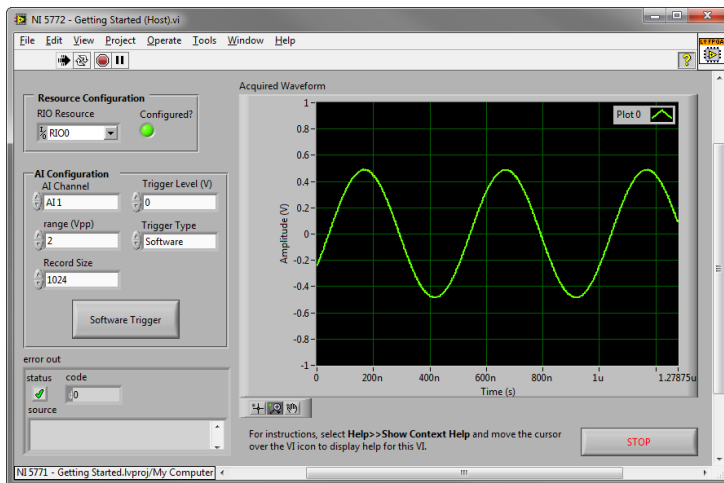 NI 5772 - Getting Started (Host).vi
File Edit View Project Operate Tools Window Help
Resource Configuration
RIO Resource
Configured?
RIO0
AI Configuration
AI Channel
Trigger Level (V)
AI 1
0
range (Vpp)
Trigger Type
2
Software
Record Size
1024
Software Trigger
error out
status
code
0
source
Acquired Waveform
Plot 0
Amplitude (V)
1
0.8
0.6
0.4
0.2
0
-0.2
-0.4
-0.6
-0.8
-1
0 200n 400n 600n 800n 1u 1.27875u
Time (s)
For instructions, select Help>>Show Context Help and move the cursor
over the VI icon to display help for this VI.
STOP
NI 5771 - Getting Started.lvproj/My Computer